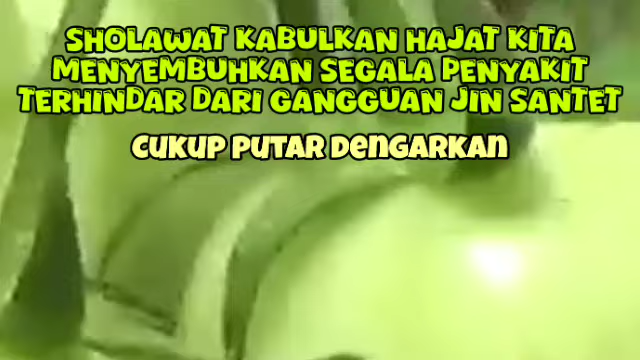 SHOLAWAT KABULKAN HAJAT KITA
MENYEMBUHKAN SEGALA PENYAKIT
TERHINDAR DARI GANGGUAN JIN SANTET
CUKUP PUTAR DENGARKAN